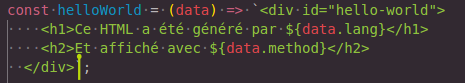 const helloWorld = (data) => `<div id="hello-world">
    <h1>Ce HTML a été généré par ${data.lang}</h1>
    <h2>Et affiché avec ${data.method}</h2>
  </div>`;